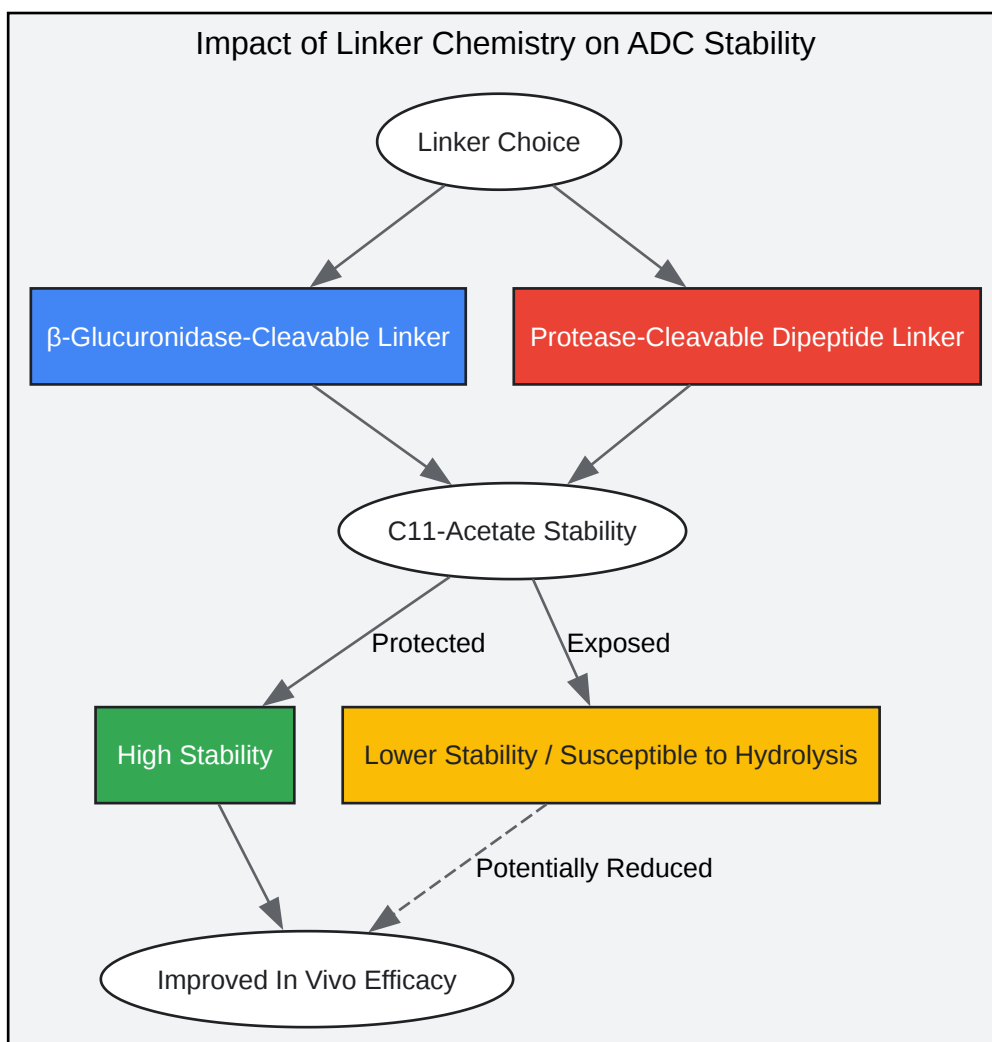 Impact of Linker Chemistry on ADC Stability
Linker Choice
β-Glucuronidase-Cleavable Linker
Protease-Cleavable Dipeptide Linker
C11-Acetate Stability
Protected
Exposed
High Stability
Lower Stability / Susceptible to Hydrolysis
Potentially Reduced
Improved In Vivo Efficacy